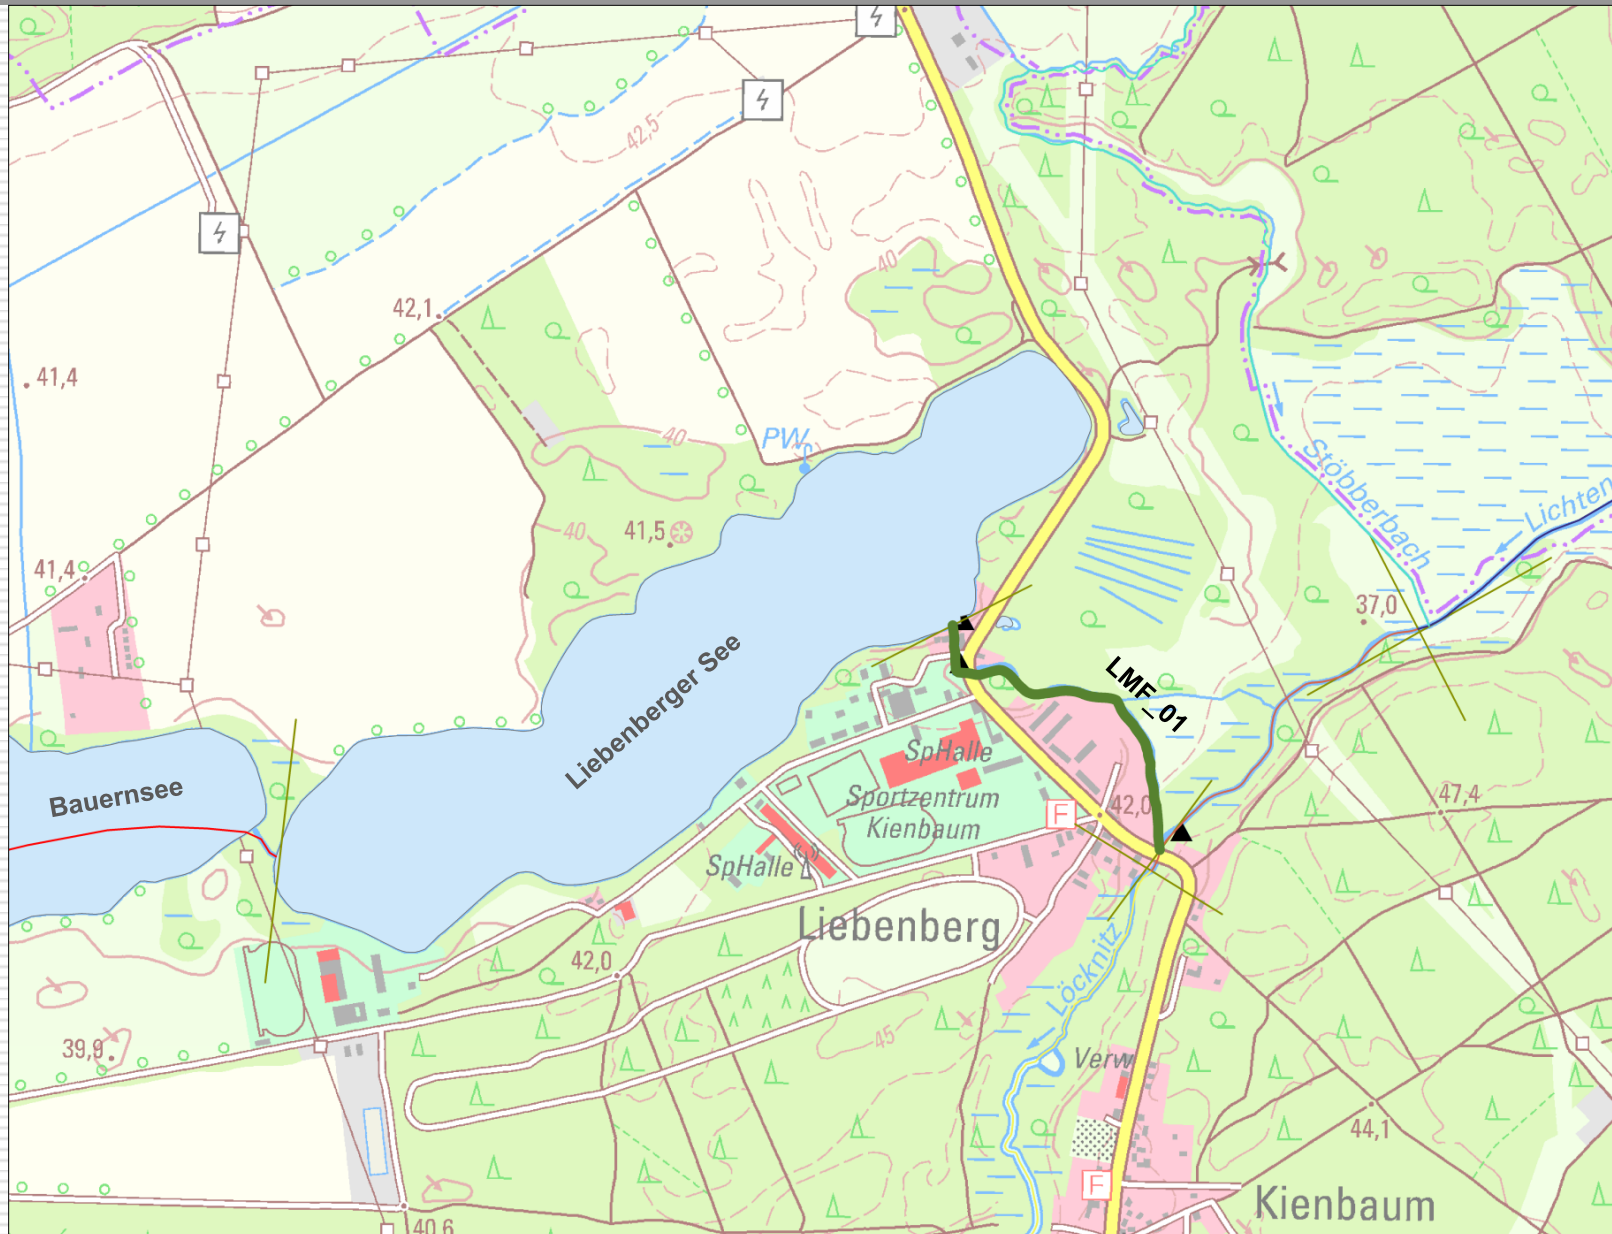 42,5
40
42,1
41,4
PW
40
40
41,5
41,4
Stöbberbach
Lichten
37,0
Liebenberger See
LMF_01
Bauernsee
SpHalle
Sportzentrum
Kienbaum
F
42,0
47,4
SpHalle
Liebenberg
42,0
Löcknitz
45
39,9
Verw
44,1
F
Kienbaum
40,6